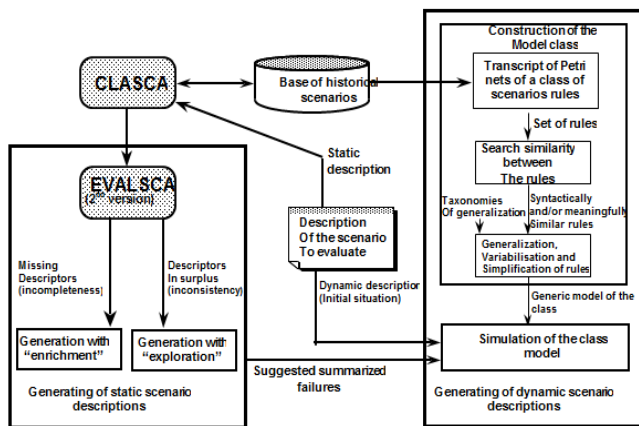 CLASCA
Base of historical
scenarios
Construction of the
Model class
Transcript of Petri
nets of a class of
scenarios rules
Set of rules
Search similarity
between
The rules
Taxonomies
Of generalization
Syntactically
and/or meaningfully
Similar rules
Generalization,
Variabilisation and
Simplification of rules
Generic model of the
class
Simulation of the class
model
Generating of dynamic scenario
descriptions
Static
description
EVALSCA
version)
Description
Of the scenario
To evaluate
Missing
Descriptors
(incompleteness)
Descriptors
In surplus
(inconsistency)
Dynamic description
(Initial situation)
Generation with
"enrichment"
Generation with
"exploration"
Generating of static scenario
descriptions
Suggested summarized
failures